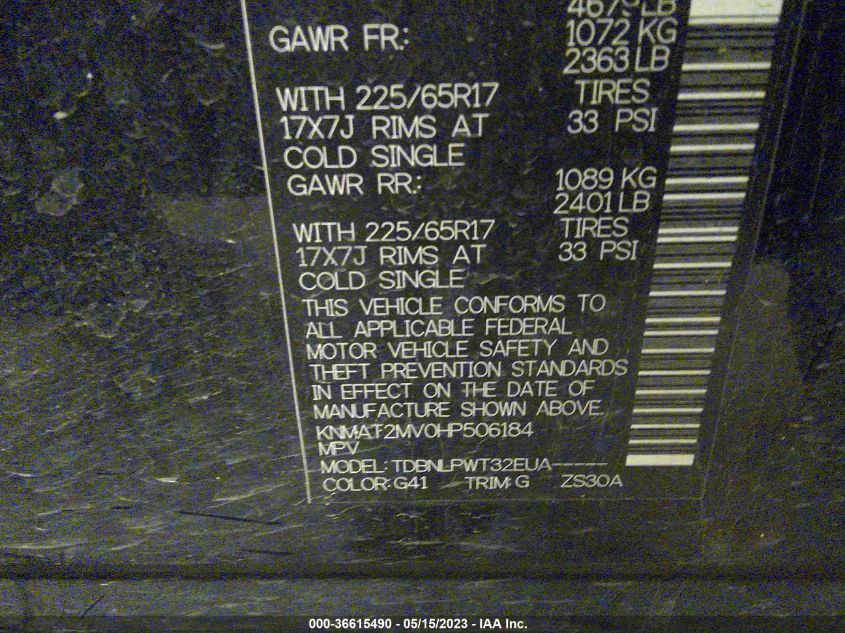 LB
GAWR FR.: 1072 KG
2363 LB
WITH 225/65R17 TIRES
17X7J RIMS AT 33 PSI
COLD SINGLE
GAWR RR.: 1089 KG
2401 LB
WITH 225/65R17 TIRES
17X7J RIMS AT 33 PSI
COLD SINGLE
THIS VEHICLE CONFORMS TO
ALL APPLICABLE FEDERAL
MOTOR VEHICLE SAFETY AND
THEFT PREVENTION STANDARDS
IN EFFECT ON THE DATE OF
MANUFACTURE SHOWN ABOVE.
KNMAT2MV0HP506184
MPV
MODEL: TDBNLPWT32EUA-----
COLOR: G41 TRIM: G ZS30A
000-36615490 - 05/15/2023 - IAA Inc.